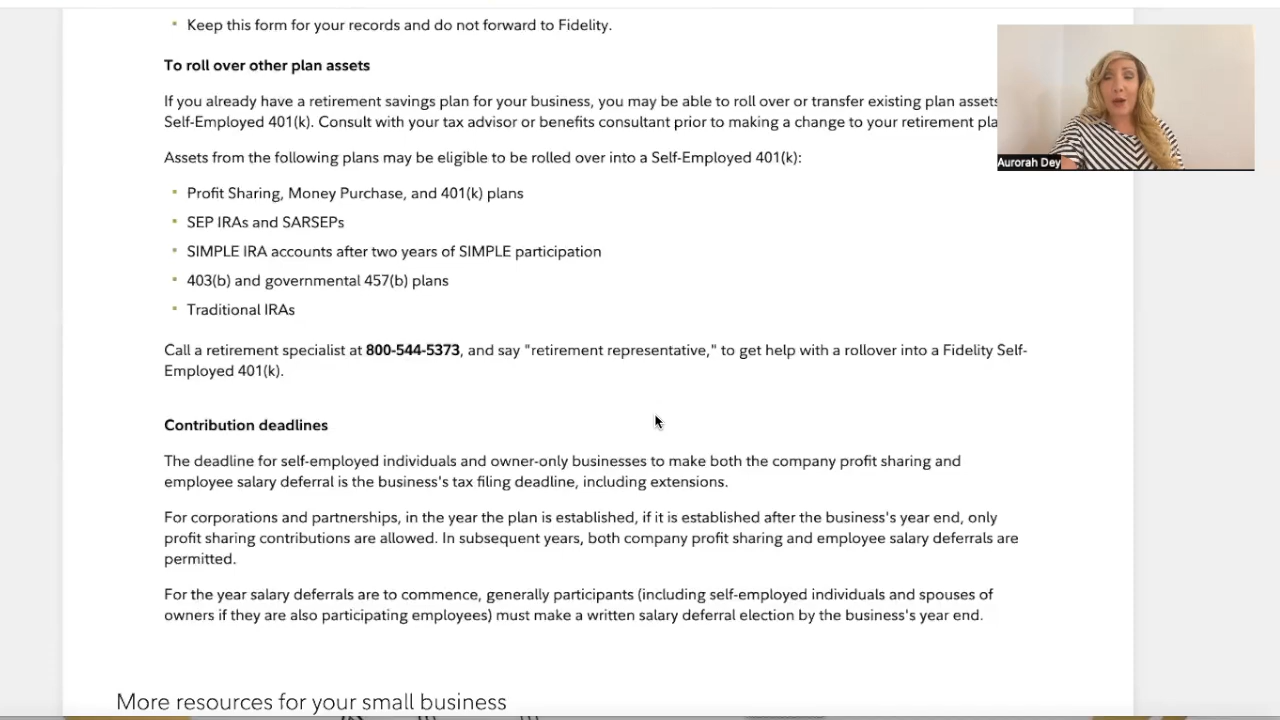 Keep this form for your records and do not forward to Fidelity.
To roll over other plan assets
If you already have a retirement savings plan for your business, you may be able to roll over or transfer existing plan assets
Self-Employed 401(k). Consult with your tax advisor or benefits consultant prior to making a change to your retirement pla
Assets from the following plans may be eligible to be rolled over into a Self-Employed 401(k):
Profit Sharing, Money Purchase, and 401(k) plans
SEP IRAs and SARSEPs
SIMPLE IRA accounts after two years of SIMPLE participation
403(b) and governmental 457(b) plans
Traditional IRAs
Call a retirement specialist at 800-544-5373, and say "retirement representative," to get help with a rollover into a Fidelity Self-
Employed 401(k).
Contribution deadlines
The deadline for self-employed individuals and owner-only businesses to make both the company profit sharing and
employee salary deferral is the business's tax filing deadline, including extensions.
For corporations and partnerships, in the year the plan is established, if it is established after the business's year end, only
profit sharing contributions are allowed. In subsequent years, both company profit sharing and employee salary deferrals are
permitted.
For the year salary deferrals are to commence, generally participants (including self-employed individuals and spouses of
owners if they are also participating employees) must make a written salary deferral election by the business's year end.
More resources for your small business
Aurorah Dey